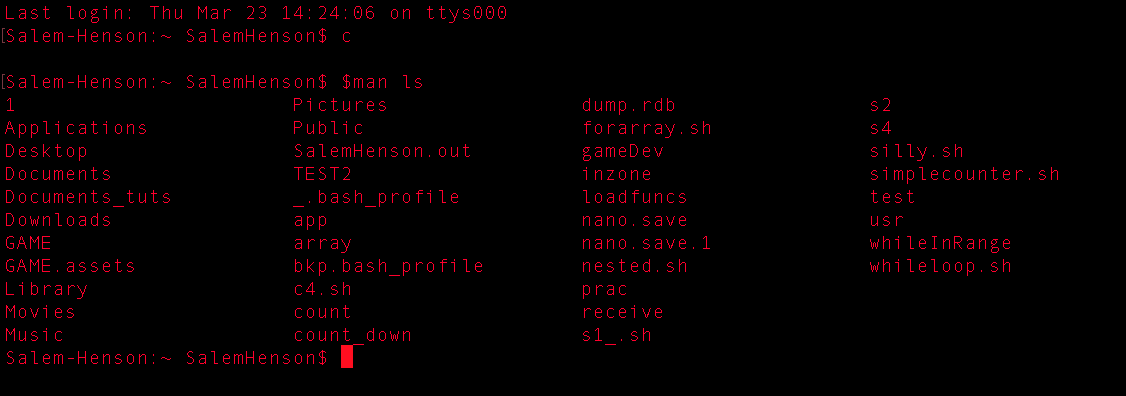 Last login: Thu Mar 23 14:24:06 on ttys000
[Salem-Henson:~ SalemHenson$ c
[Salem-Henson:~ SalemHenson$ $man ls
1 Pictures dump.rdb s2
Applications Public forarray.sh s4
Desktop SalemHenson.out gameDev silly.sh
Documents TEST2 inzone simplecounter.sh
Documents_tuts _.bash_profile loadfuncs test
Downloads app nano.save usr
GAME array nano.save.1 whileInRange
GAME.assets bkp.bash_profile nested.sh whileloop.sh
Library c4.sh prac
Movies count receive
Music count_down s1_.sh
Salem-Henson:~ SalemHenson$